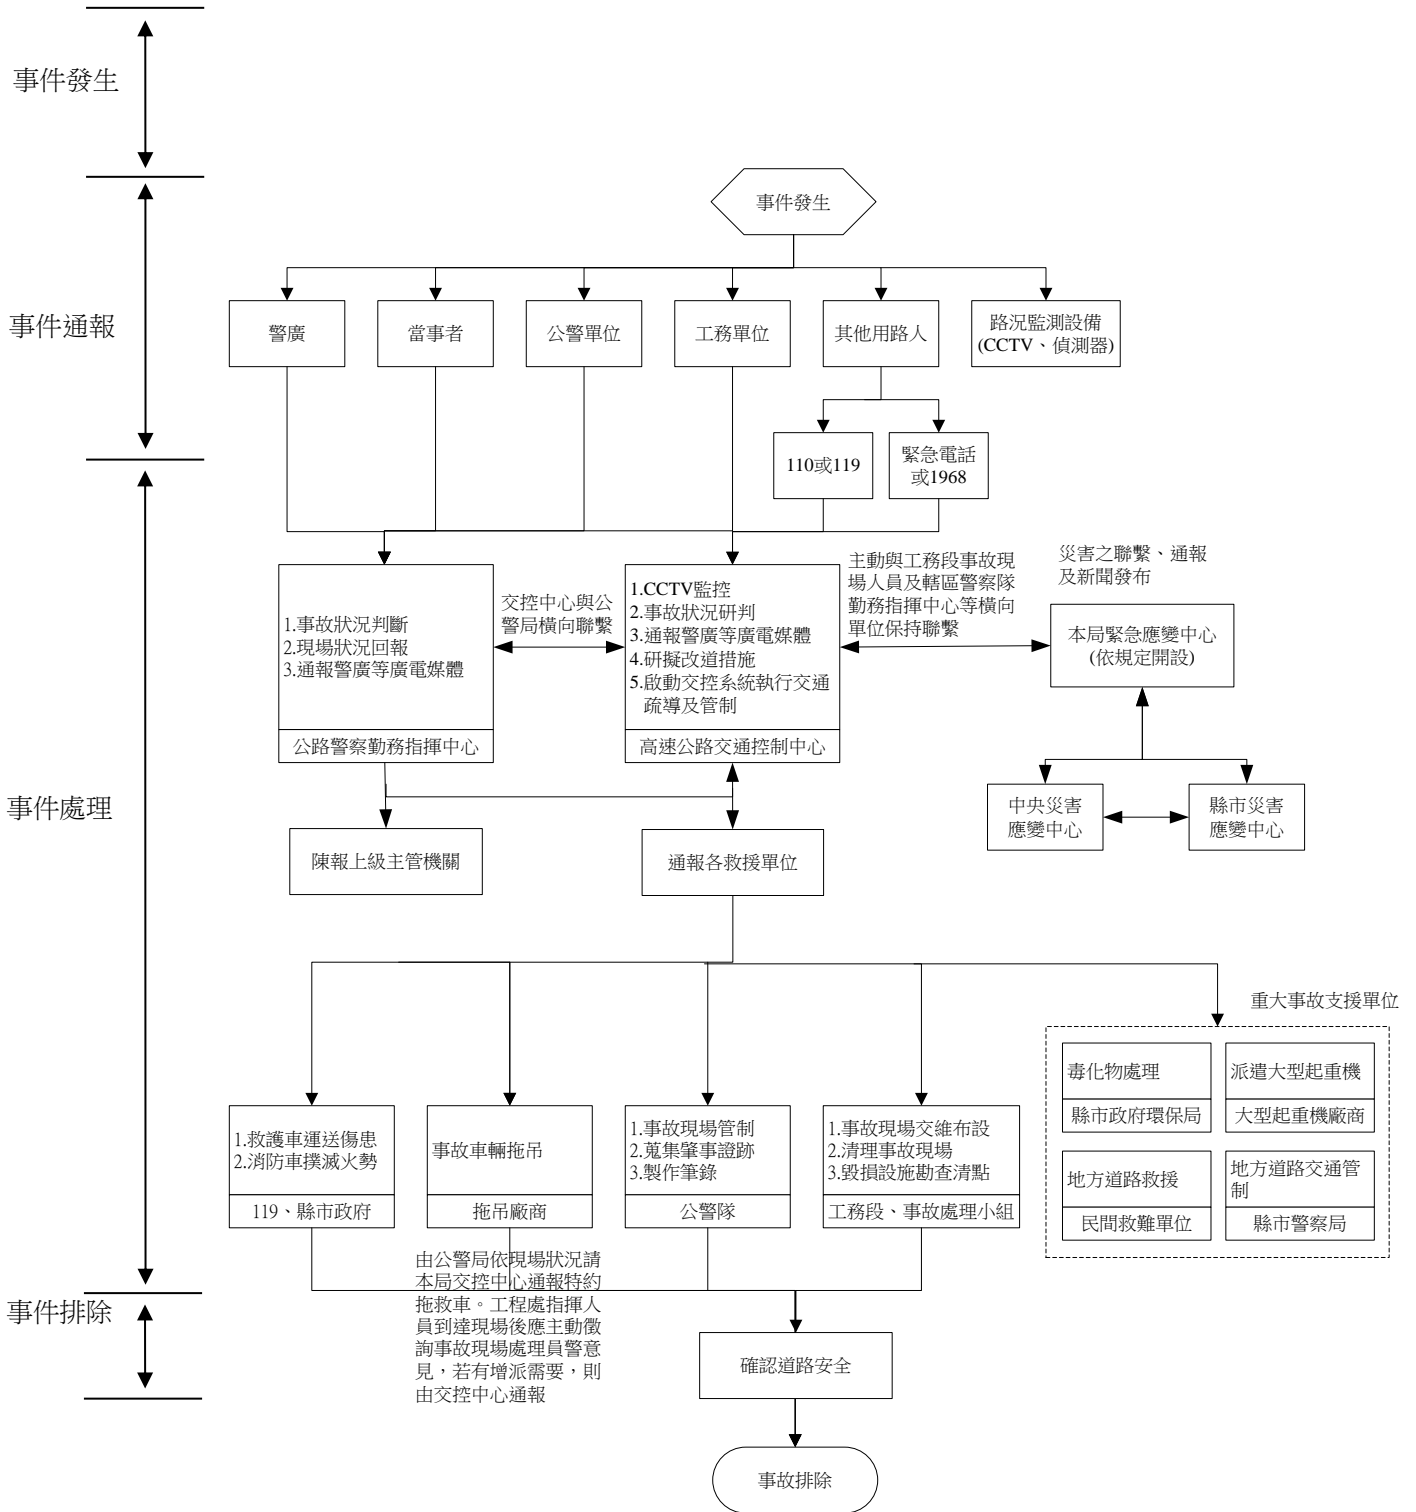 事件發生
事件發生
事件通報
警廣
當事者
公警單位
工務單位
其他用路人
路況監測設備
(CCTV、偵測器)
110或119
緊急電話
或1968
1.事故狀況判斷
2.現場狀況回報
3.通報警廣等廣電媒體
公路警察勤務指揮中心
交控中心與公
警局橫向聯繫
1.CCTV監控
2.事故狀況研判
3.通報警廣等廣電媒體
4.研擬改道措施
5.啟動交控系統執行交通
疏導及管制
高速公路交通控制中心
主動與工務段事故現
場人員及轄區警察隊
勤務指揮中心等橫向
單位保持聯繫
災害之聯繫、通報
及新聞發布
本局緊急應變中心
(依規定開設)
中央災害
應變中心
縣市災害
應變中心
事件處理
陳報上級主管機關
通報各救援單位
重大事故支援單位
1.救護車運送傷患
2.消防車撲滅火勢
119、縣市政府
事故車輛拖吊
拖吊廠商
1.事故現場管制
2.蒐集肇事證跡
3.製作筆錄
公警隊
1.事故現場交維布設
2.清理事故現場
3.毀損設施勘查清點
工務段、事故處理小組
毒化物處理
縣市政府環保局
派遣大型起重機
大型起重機廠商
地方道路救援
民間救難單位
地方道路交通管
制
縣市警察局
由公警局依現場狀況請
本局交控中心通報特約
拖救車。工程處指揮人
員到達現場後應主動徵
詢事故現場處理員警意
見，若有增派需要，則
由交控中心通報
事件排除
確認道路安全
事故排除